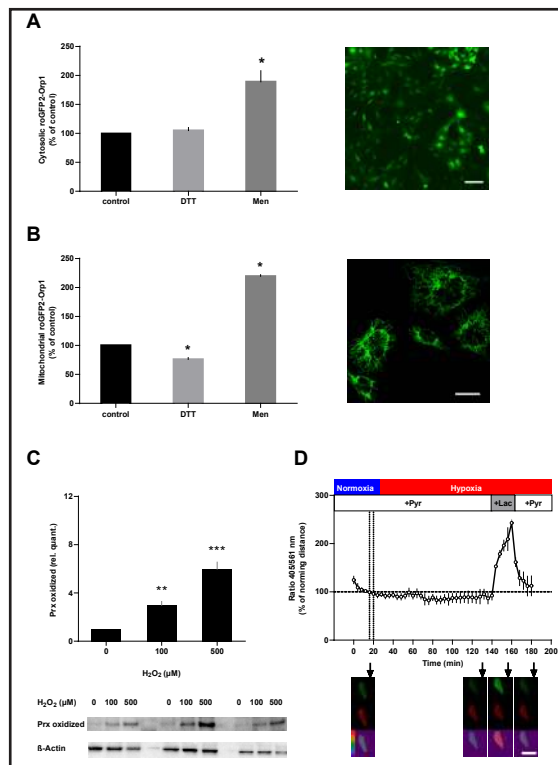 A
Cytosolic roGFP2-Orp1
(% of control)
250
200
150
100
50
0
*
control DTT Men
B
Mitochondrial roGFP2-Orp1
(% of control)
250
200
150
100
50
0
*
*
control DTT Men
C
Prx oxidized (rel. quant.)
12
9
6
3
0
**
***
0 100 500
H2O2 (µM)
H2O2 (µM) 0 100 500 0 100 500 0 100 500
Prx oxidized
ß-Actin
D
Normoxia Hypoxia
+Pyr +Lac +Pyr
Ratio 405/561 nm
(% of norming distance)
300
200
100
0
0 20 40 60 80 100 120 140 160 180 200
Time (min)